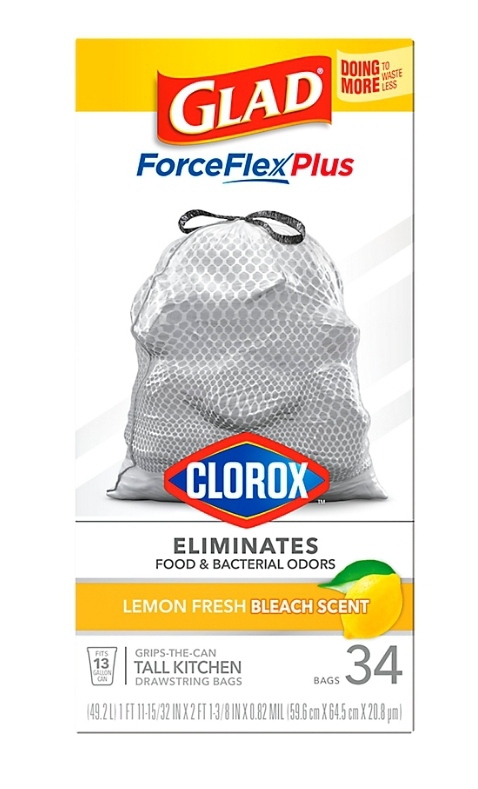 GLAD®
DOING TO
MORE WASTE
LESS
ForceFlexPlus
CLOROX™
ELIMINATES
FOOD & BACTERIAL ODORS
LEMON FRESH BLEACH SCENT
FITS
13
GALLON
CAN
GRIPS-THE-CAN
TALL KITCHEN
DRAWSTRING BAGS
BAGS 34
(49.2 L) 1 FT 11-15/32 IN X 2 FT 1-3/8 IN X 0.82 MIL (59.6 cm X 64.5 cm X 20.8 µm)